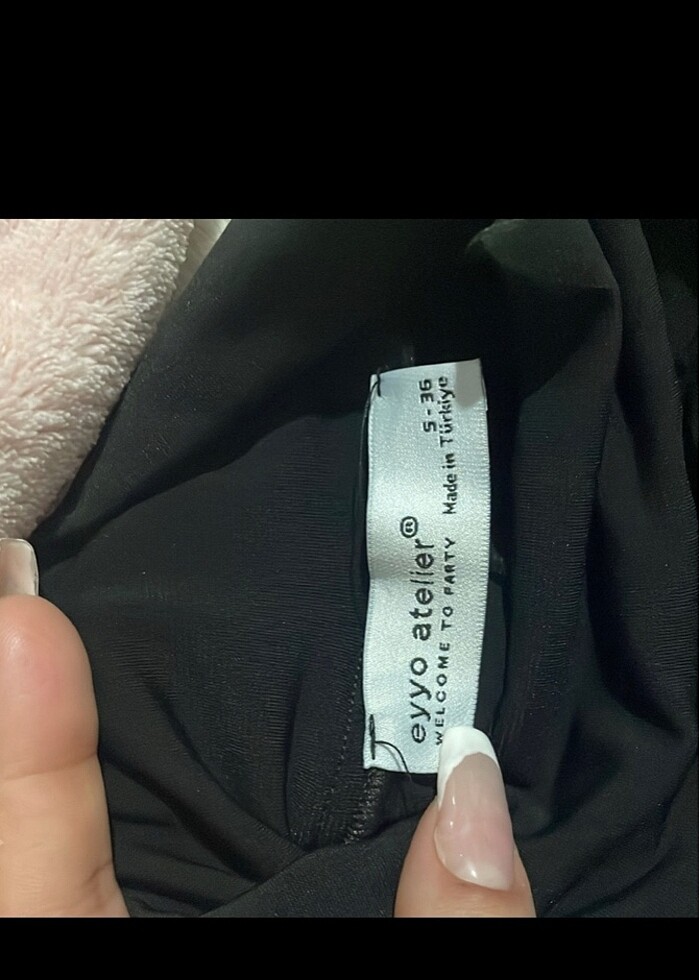 eyyo atelier®
WELCOME TO PARTY
S - 36
Made in Türkiye